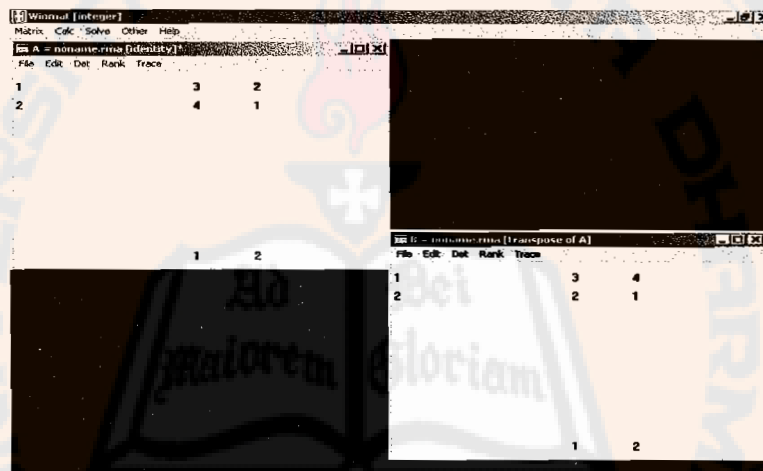 Winmat [integer]
Matrix Calc Solve Other Help
A = noname.rma [identity]*
File Edit Det Rank Trace
1 3 2
2 4 1
1 2
B = noname.rma [Transpose of A]
File Edit Det Rank Trace
1 3 4
2 2 1
1 2
Ad Dei
Maiorem Gloriam
DHARM